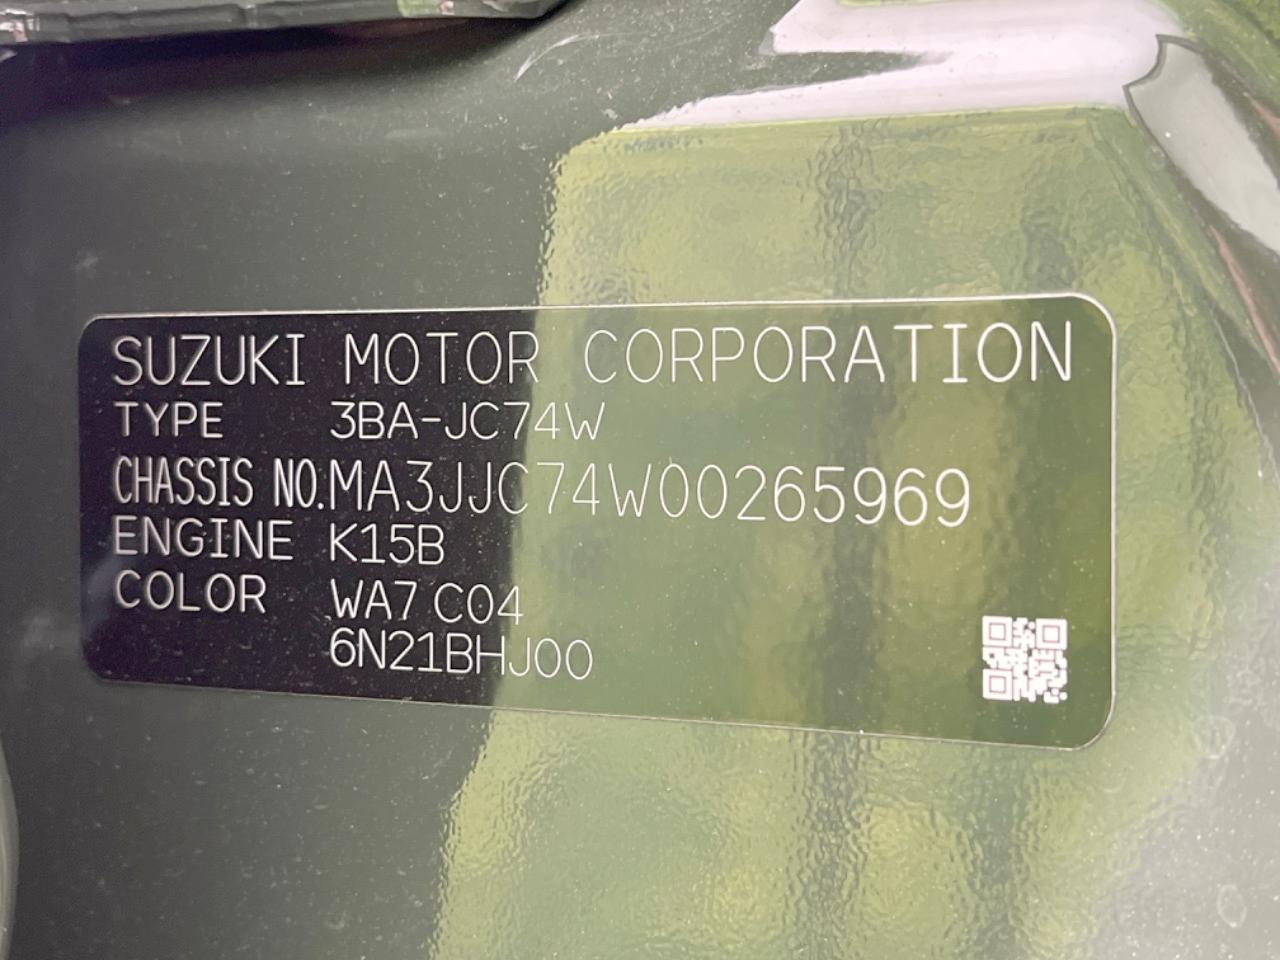 SUZUKI MOTOR CORPORATION
TYPE 3BA-JC74W
CHASSIS NO. MA3JJC74W00265969
ENGINE K15B
COLOR WA7 C04
6N21BHJ00